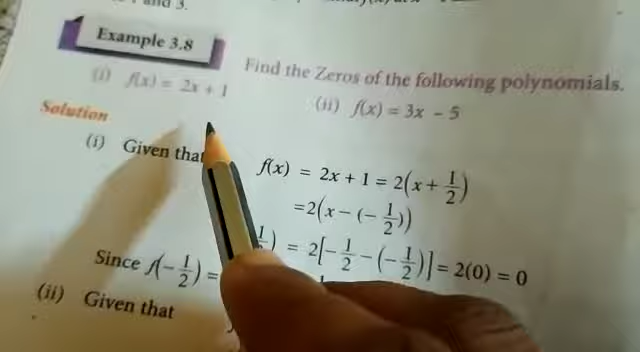 and 3.
Example 3.8
Find the Zeros of the following polynomials.
(i) f(x) = 2x + 1
(ii) f(x) = 3x - 5
Solution
(i) Given that
f(x) = 2x + 1 = 2(x + 1/2)
= 2(x - (- 1/2))
Since f(- 1/2) = 2[- 1/2 - (- 1/2)] = 2(0) = 0
(ii) Given that